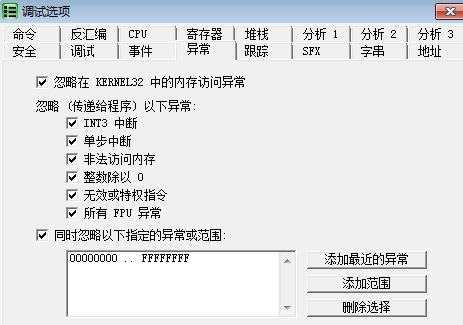 调试选项
命令 反汇编 CPU 寄存器 堆栈 分析 1 分析 2 分析 3
安全 调试 事件 异常 跟踪 SFX 字串 地址
忽略在 KERNEL32 中的内存访问异常
忽略 (传递给程序) 以下异常:
INT3 中断
单步中断
非法访问内存
整数除以 0
无效或特权指令
所有 FPU 异常
同时忽略以下指定的异常或范围:
00000000 .. FFFFFFFF
添加最近的异常
添加范围
删除选择